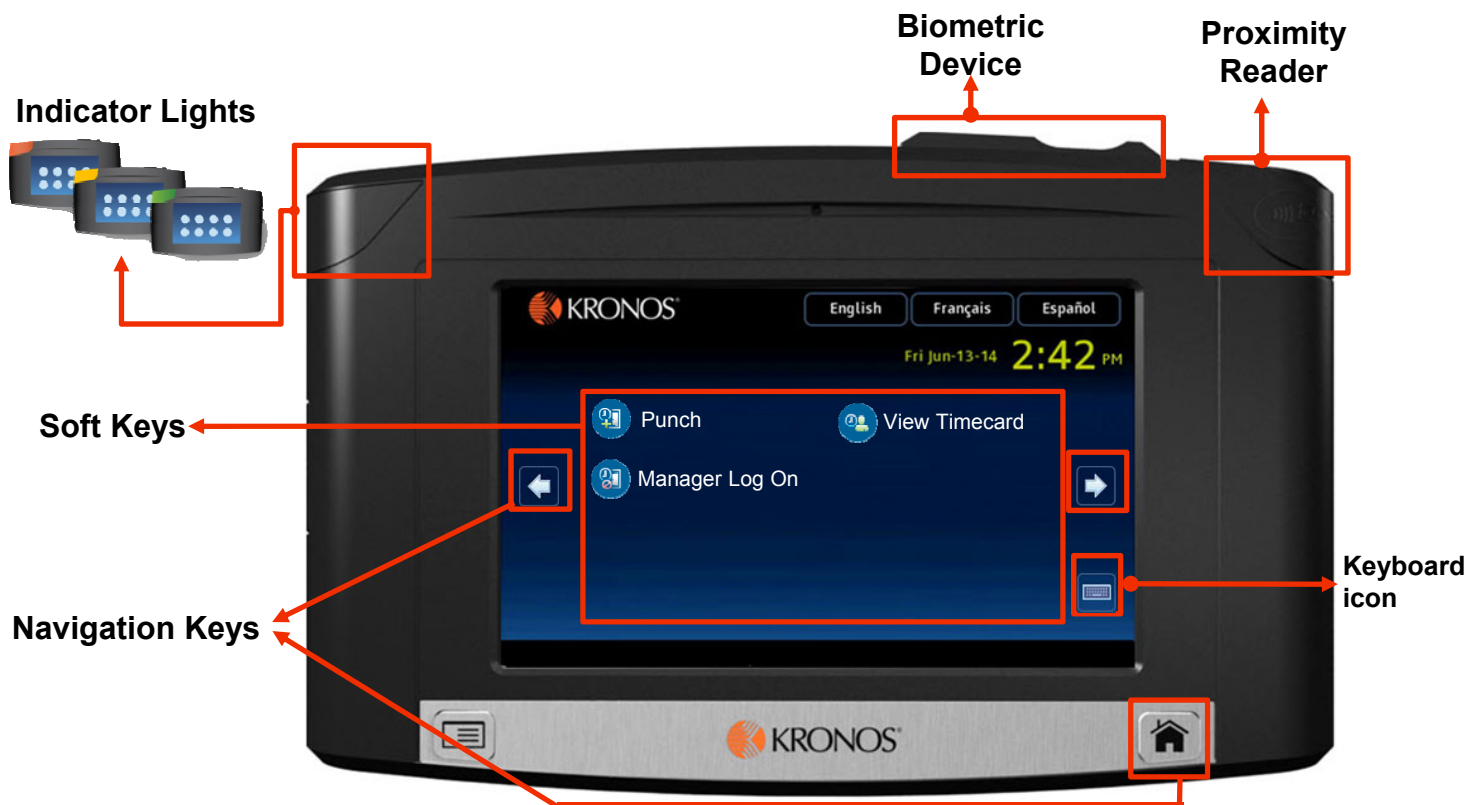 Biometric
Device
Proximity
Reader
Indicator Lights
KRONOS®
English
Français
Español
Fri Jun-13-14 2:42 PM
Soft Keys
Punch
View Timecard
Manager Log On
Keyboard
icon
Navigation Keys
KRONOS®